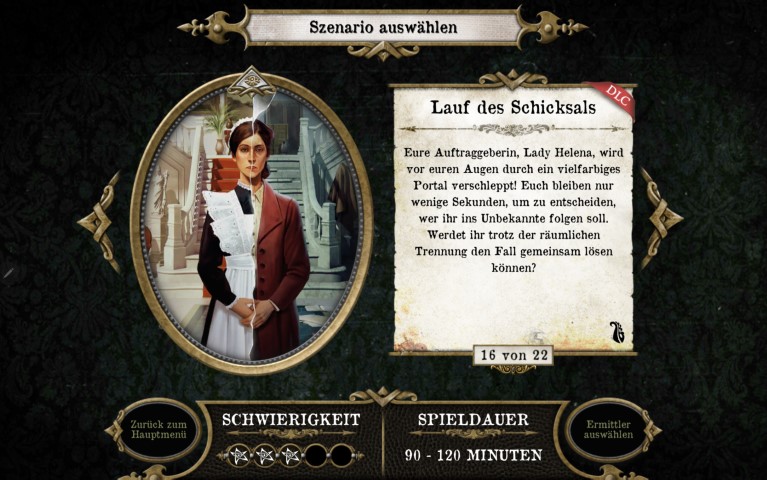 Szenario auswählen
DLC
Lauf des Schicksals
Eure Auftraggeberin, Lady Helena, wird
vor euren Augen durch ein vielfarbiges
Portal verschleppt! Euch bleiben nur
wenige Sekunden, um zu entscheiden,
wer ihr ins Unbekannte folgen soll.
Werdet ihr trotz der räumlichen
Trennung den Fall gemeinsam lösen
können?
16 von 22
Zurück zum
Hauptmenü
SCHWIERIGKEIT
SPIELDAUER
90 - 120 MINUTEN
Ermittler
auswählen